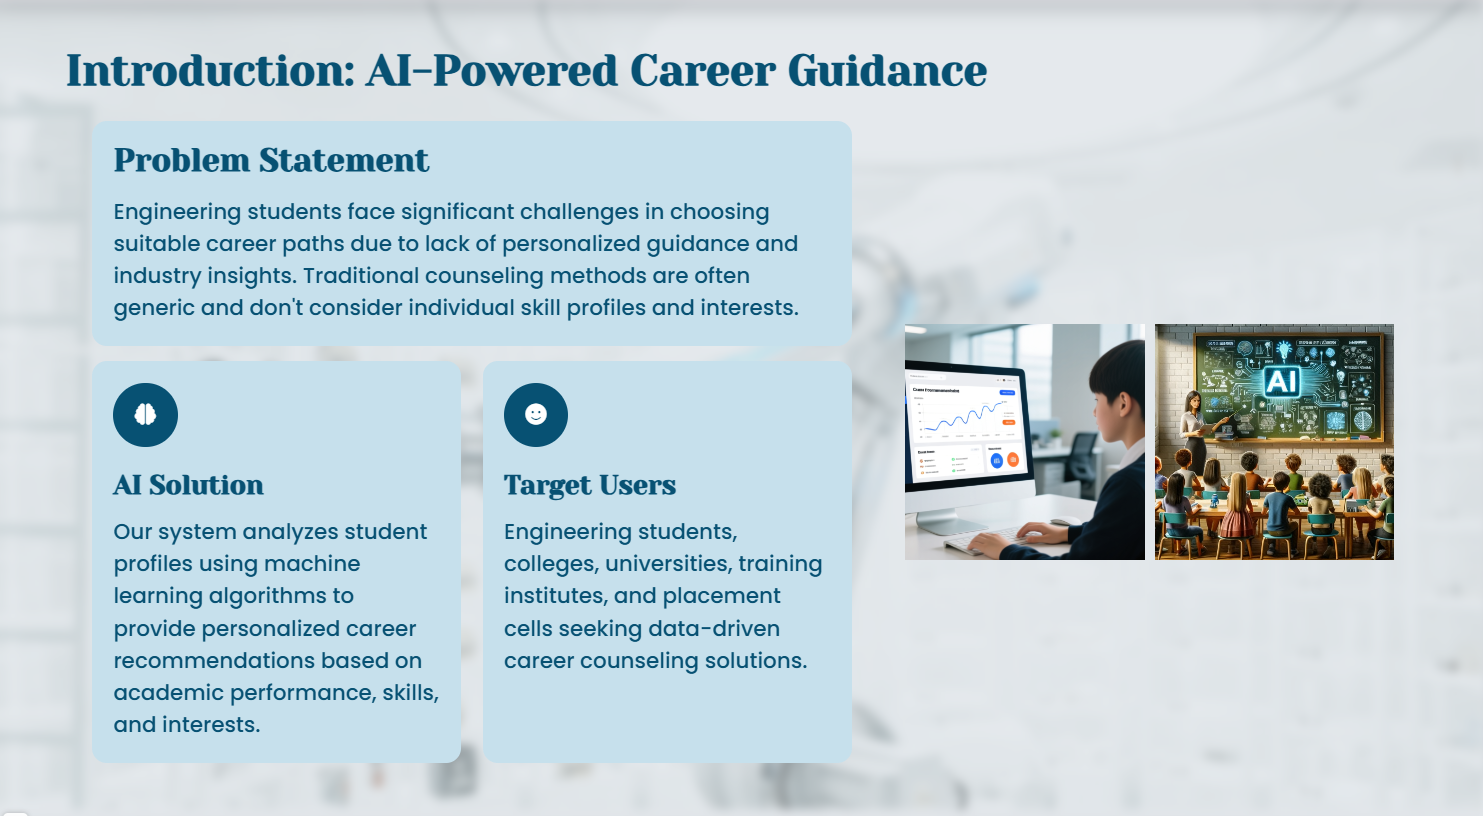 Introduction: AI-Powered Career Guidance
Problem Statement
Engineering students face significant challenges in choosing
suitable career paths due to lack of personalized guidance and
industry insights. Traditional counseling methods are often
generic and don't consider individual skill profiles and interests.
AI Solution
Our system analyzes student
profiles using machine
learning algorithms to
provide personalized career
recommendations based on
academic performance, skills,
and interests.
Target Users
Engineering students,
colleges, universities, training
institutes, and placement
cells seeking data-driven
career counseling solutions.
AI